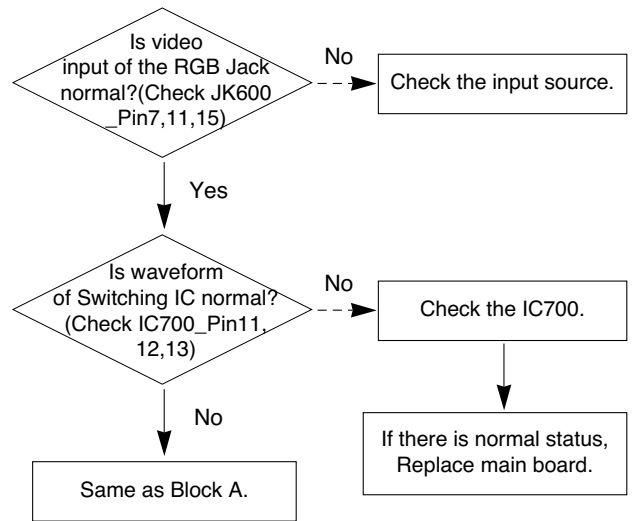 Is video
input of the RGB Jack
normal?(Check JK600
_Pin7,11,15)
No
Check the input source.
Yes
Is waveform
of Switching IC normal?
(Check IC700_Pin11,
12,13)
No
Check the IC700.
No
If there is normal status,
Replace main board.
Same as Block A.